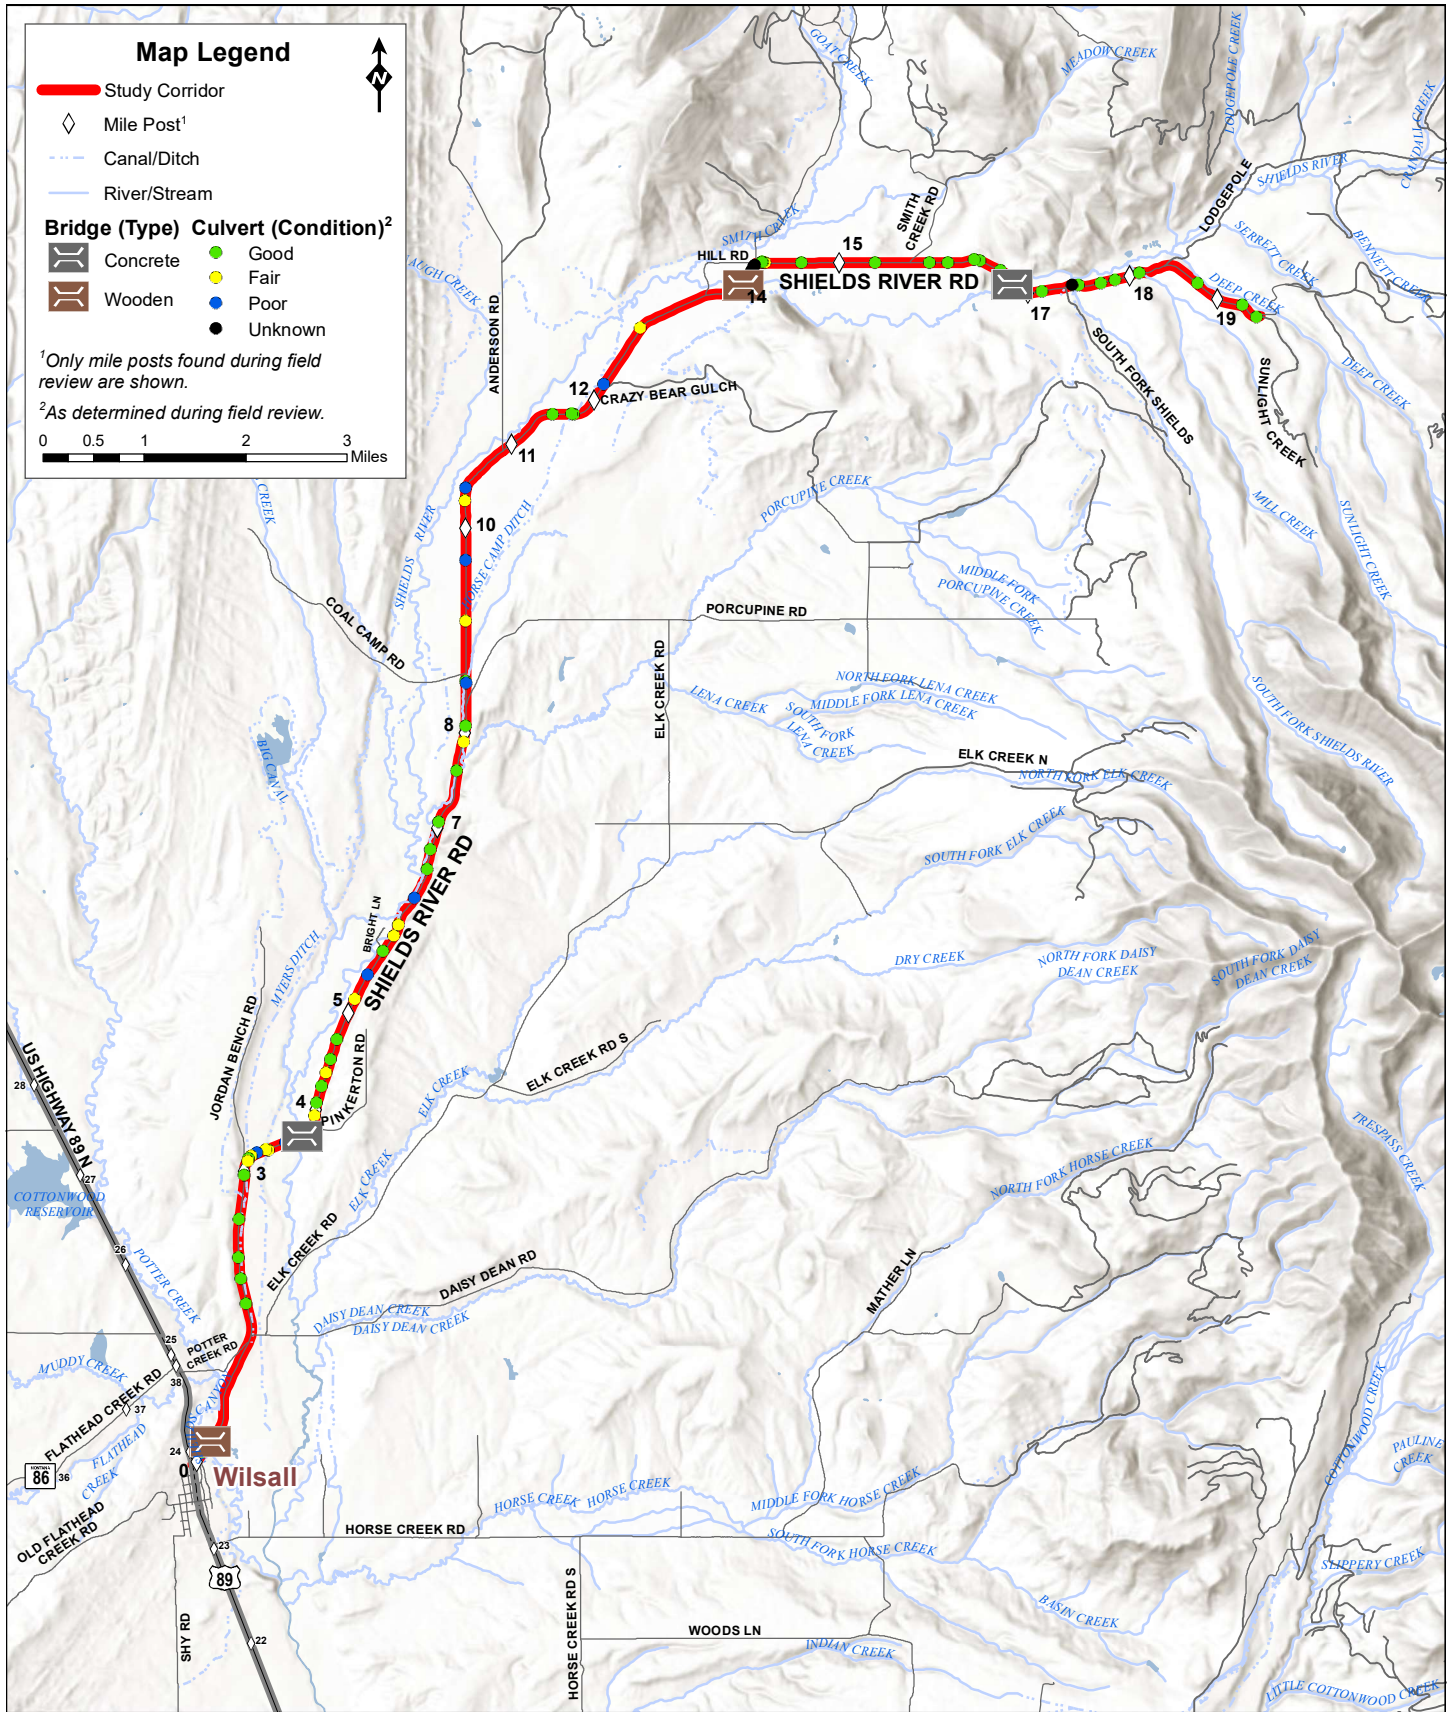 Map Legend
N
Study Corridor
Mile Post1
Canal/Ditch
River/Stream
Bridge (Type) Culvert (Condition)2
Concrete
Wooden
Good
Fair
Poor
Unknown
1Only mile posts found during field
review are shown.
2As determined during field review.
0 0.5 1 2 3 Miles
GOAT CREEK
MEADOW CREEK
LODGEPOLE CREEK
CRANDALL CREEK
SHIELDS RIVER
LODGEPOLE
SMITH CREEK
SMITH
CREEK RD
HILL RD
15
SHIELDS RIVER RD
14
17
18
19
SERRETT CREEK
BENNETT CREEK
DEEP CREEK
DEEP CREEK
SOUTH FORK SHIELDS
SUNLIGHT CREEK
ANDERSON RD
12
CRAZY BEAR GULCH
11
10
SHIELDS RIVER
PORCUPINE CREEK
MILL CREEK
SUNLIGHT CREEK
MIDDLE FORK
PORCUPINE CREEK
COAL CAMP RD
PORCUPINE RD
ELK CREEK RD
NORTH FORK LENA CREEK
MIDDLE FORK LENA CREEK
LENA CREEK
SOUTH FORK
LENA CREEK
SOUTH FORK SHIELDS RIVER
8
BIG CANAL
ELK CREEK N
NORTH FORK ELK CREEK
7
SHIELDS RIVER RD
SOUTH FORK ELK CREEK
BRIGHT LN
MYERS DITCH
DRY CREEK
NORTH FORK DAISY
DEAN CREEK
SOUTH FORK DAISY
DEAN CREEK
5
JORDAN BENCH RD
PINKERTON RD
ELK CREEK RD S
ELK CREEK
US HIGHWAY 89 N
28
4
3
27
COTTONWOOD
RESERVOIR
TRESPASS CREEK
NORTH FORK HORSE CREEK
ELK CREEK
ELK CREEK RD
26
POTTER CREEK
DAISY DEAN RD
MATHER LN
DAISY DEAN CREEK
DAISY DEAN CREEK
25
POTTER
CREEK RD
MUDDY CREEK
38
FLATHEAD CREEK RD
37
FLATHEAD
CREEK
24
0
Wilsall
MONTANA
86
36
OLD FLATHEAD
CREEK RD
COTTONWOOD CREEK
PAULINE
CREEK
HORSE CREEK
HORSE CREEK
MIDDLE FORK HORSE CREEK
HORSE CREEK RD
SOUTH FORK HORSE CREEK
23
89
SLIPPERY CREEK
HORSE CREEK RD S
BASIN CREEK
SHY RD
22
WOODS LN
INDIAN CREEK
LITTLE COTTONWOOD CREEK